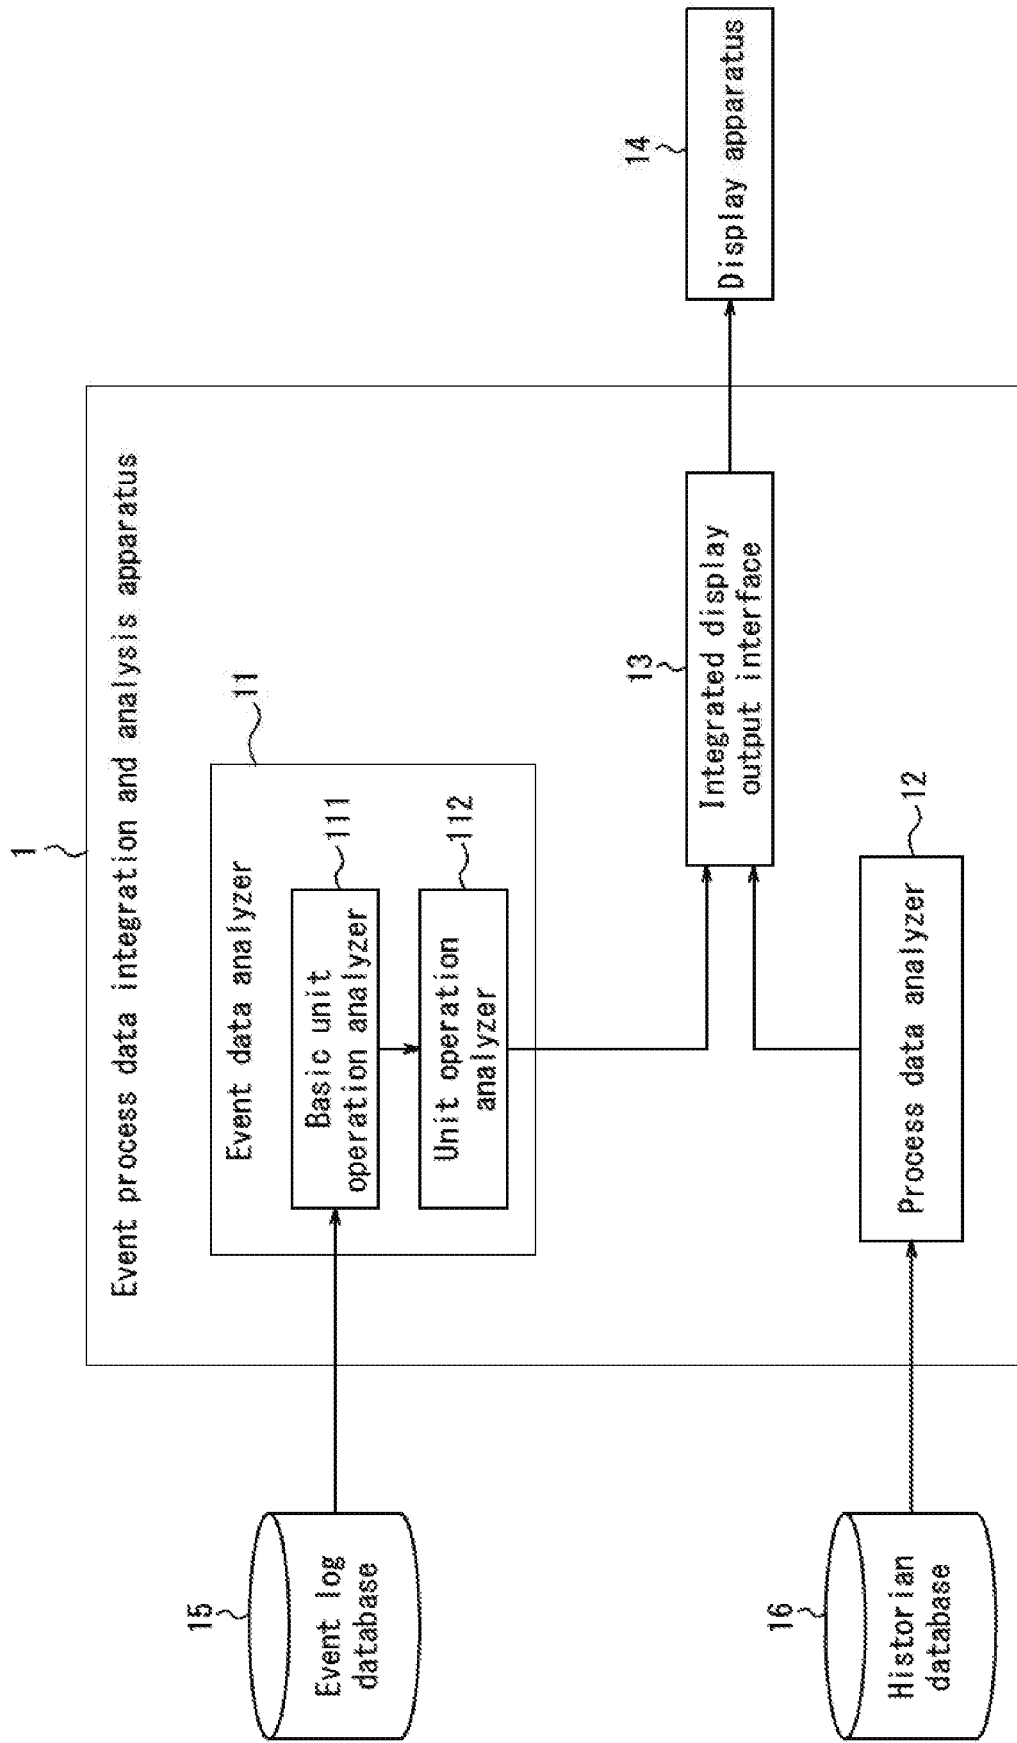 1
Event process data integration and analysis apparatus
11
Event data analyzer
15
Event log
database
111
Basic unit
operation analyzer
112
Unit operation
analyzer
13
Integrated display
output interface
14
Display apparatus
16
Historian
database
12
Process data analyzer